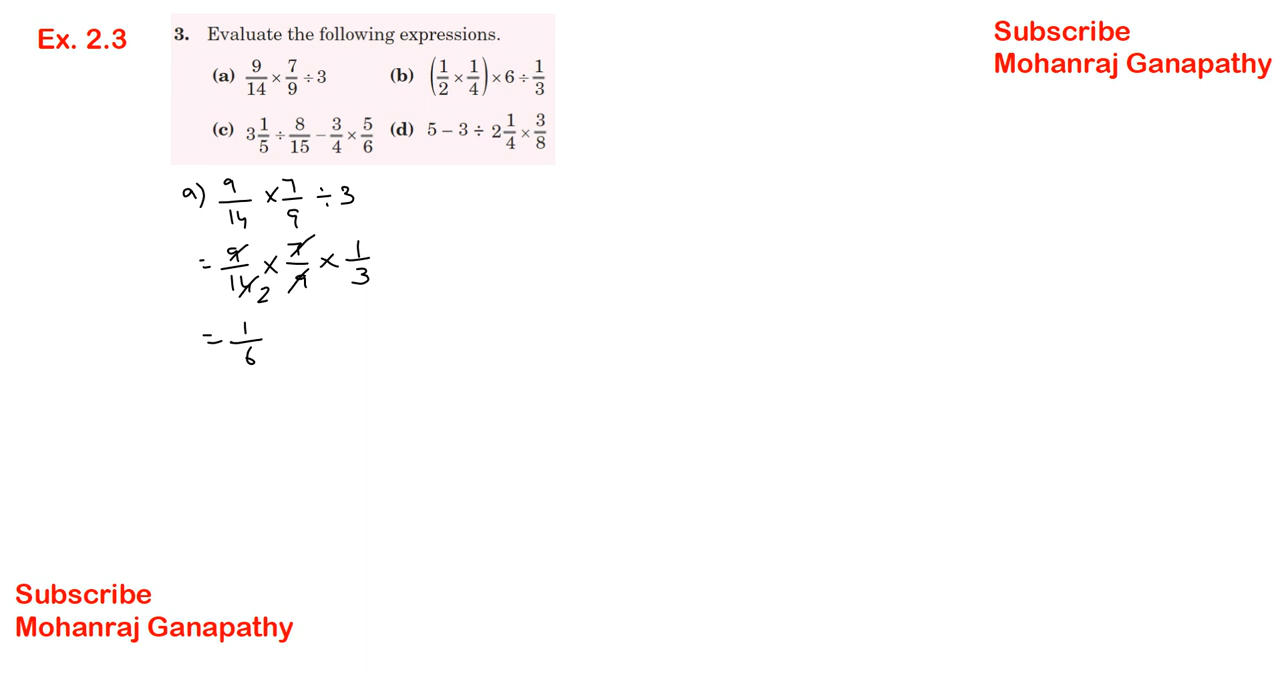 Ex. 2.3
3. Evaluate the following expressions.
(a) 9/14 × 7/9 ÷ 3 (b) (1/2 × 1/4) × 6 ÷ 1/3
(c) 3 1/5 ÷ 8/15 − 3/4 × 5/6 (d) 5 − 3 ÷ 2 1/4 × 3/8
Subscribe
Mohanraj Ganapathy
a) 9/14 × 7/9 ÷ 3
= 9/14 2 × 7/9 × 1/3
= 1/6
Subscribe
Mohanraj Ganapathy